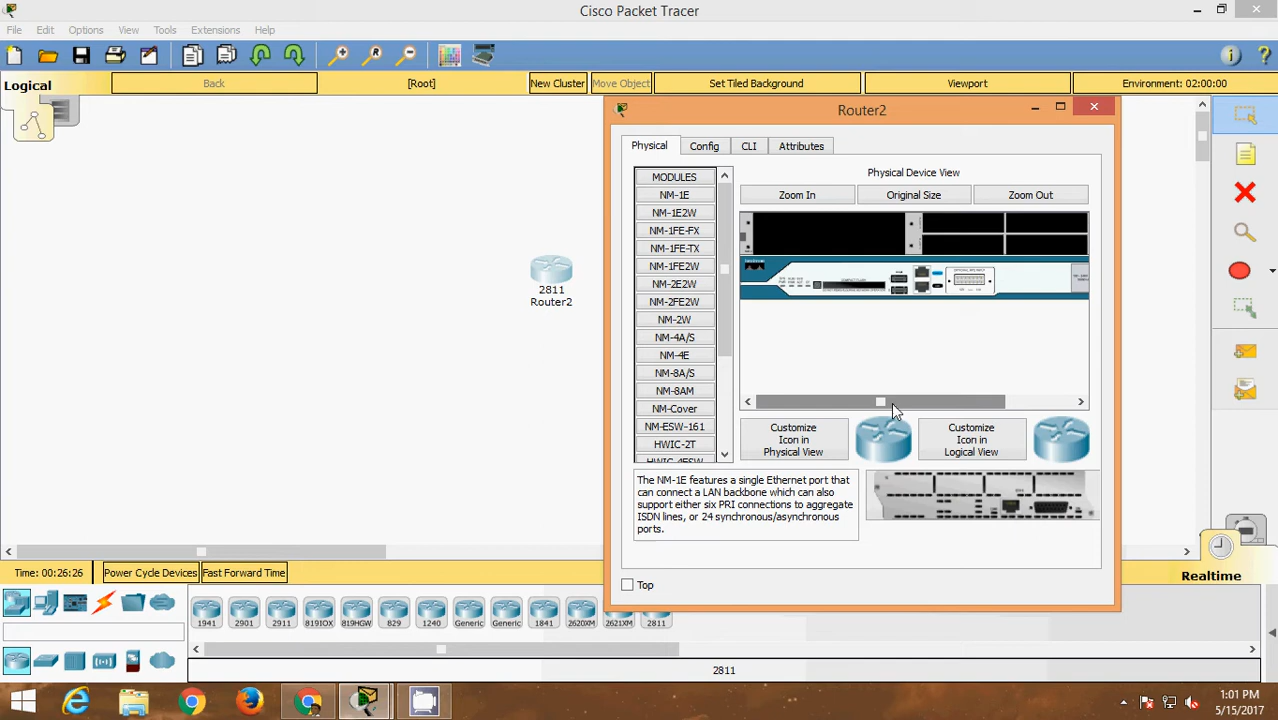 Cisco Packet Tracer
File Edit Options View Tools Extensions Help
Logical
Back
[Root]
New Cluster
Move Object
Set Tiled Background
Viewport
Environment: 02:00:00
2811
Router2
Router2
Physical
Config
CLI
Attributes
MODULES
NM-1E
NM-1E2W
NM-1FE-FX
NM-1FE-TX
NM-1FE2W
NM-2E2W
NM-2FE2W
NM-2W
NM-4A/S
NM-4E
NM-8A/S
NM-8AM
NM-Cover
NM-ESW-161
HWIC-2T
HWIC-4ESW
Physical Device View
Zoom In
Original Size
Zoom Out
Customize
Icon in
Physical View
Customize
Icon in
Logical View
The NM-1E features a single Ethernet port that
can connect a LAN backbone which can also
support either six PRI connections to aggregate
ISDN lines, or 24 synchronous/asynchronous
ports.
Top
Time: 00:26:26
Power Cycle Devices
Fast Forward Time
Realtime
1941
2901
2911
819IOX
819HGW
829
1240
Generic
Generic
1841
2620XM
2621XM
2811
2811
1:01 PM
5/15/2017